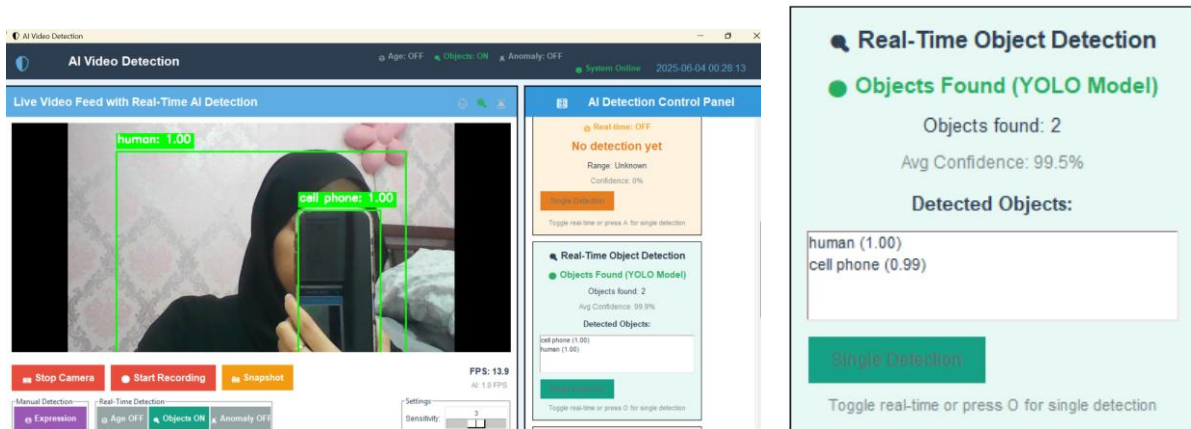 AI Video Detection
AI Video Detection
Age: OFF Objects: ON Anomaly: OFF
System Online 2025-06-04 00:28:13
Live Video Feed with Real-Time AI Detection
human: 1.00
cell phone: 1.00
Stop Camera Start Recording Snapshot
FPS: 13.9
AI: 1.0 FPS
Manual Detection
Expression
Real-Time Detection
Age OFF Objects ON Anomaly OFF
Settings
Sensitivity: 3
AI Detection Control Panel
Real-time: OFF
No detection yet
Range: Unknown
Confidence: 0%
Single Detection
Toggle real-time or press A for single detection
Real-Time Object Detection
Objects Found (YOLO Model)
Objects found: 2
Avg Confidence: 99.9%
Detected Objects:
cell phone (1.00)
human (1.00)
Single Detection
Toggle real-time or press O for single detection
Real-Time Object Detection
Objects Found (YOLO Model)
Objects found: 2
Avg Confidence: 99.5%
Detected Objects:
human (1.00)
cell phone (0.99)
Single Detection
Toggle real-time or press O for single detection